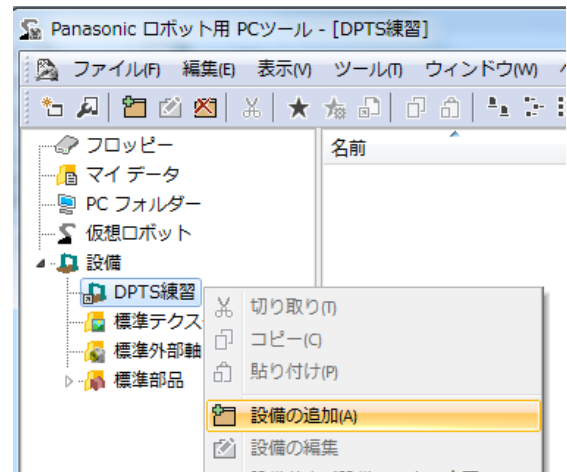 Panasonic ロボット用 PCツール - [DPTS練習]
ファイル(F) 編集(E) 表示(V) ツール(T) ウィンドウ(W)
名前
フロッピー
マイ データ
PC フォルダー
仮想ロボット
設備
DPTS練習
標準テクス
標準外部軸
標準部品
切り取り(T)
コピー(C)
貼り付け(P)
設備の追加(A)
設備の編集